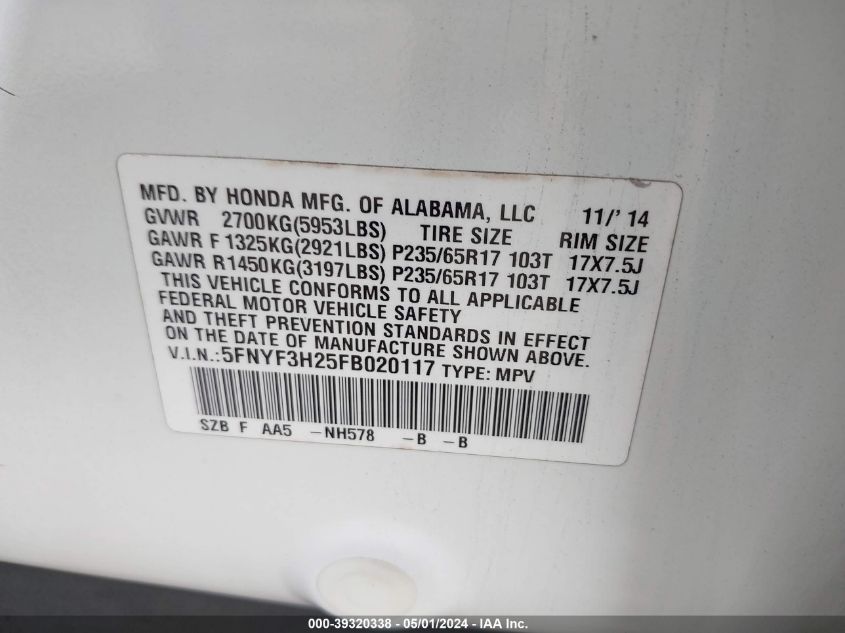 MFD. BY HONDA MFG. OF ALABAMA, LLC 11/' 14
GVWR 2700KG(5953LBS) TIRE SIZE RIM SIZE
GAWR F 1325KG(2921LBS) P235/65R17 103T 17X7.5J
GAWR R1450KG(3197LBS) P235/65R17 103T 17X7.5J
THIS VEHICLE CONFORMS TO ALL APPLICABLE
FEDERAL MOTOR VEHICLE SAFETY
AND THEFT PREVENTION STANDARDS IN EFFECT
ON THE DATE OF MANUFACTURE SHOWN ABOVE.
V.I.N.:5FNYF3H25FB020117 TYPE: MPV
SZB F AA5 -NH578 -B -B
000-39320338 - 05/01/2024 - IAA Inc.